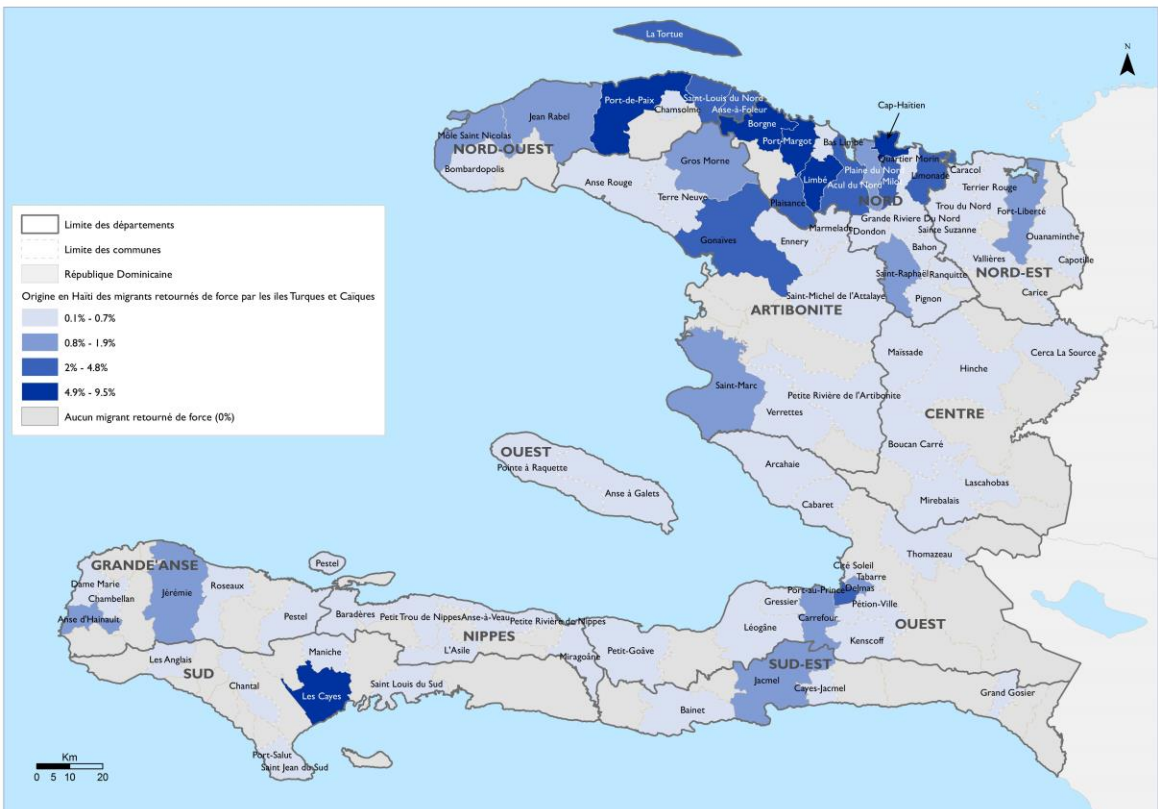 La Tortue
N
Port-de-Paix
Saint-Louis du Nord
Anse-à-Foleur
Chamsolme
Cap-Haïtien
Jean Rabel
Borgne
Môle Saint Nicolas
NORD-OUEST
Port-Margot
Bas Limbé
Quartier Morin
Bombardopolis
Gros Morne
Plaine du Nord
Limonade
Caracol
Anse Rouge
Limbé
Acul du Nord
Milo
Terrier Rouge
Terre Neuve
Plaisance
NORD
Trou du Nord
Fort-Liberté
Marmelade
Grande Riviere Du Nord
Dondon
Sainte Suzanne
Ouanaminthe
Gonaïves
Ennery
Bahon
Vallières
Capotille
Saint-Raphaël
Ranquitte
NORD-EST
Saint-Michel de l'Attalaye
Pignon
Carice
ARTIBONITE
Limite des départements
Limite des communes
République Dominicaine
Origine en Haïti des migrants retournés de force par les iles Turques et Caïques
0.1% - 0.7%
0.8% - 1.9%
2% - 4.8%
4.9% - 9.5%
Aucun migrant retourné de force (0%)
Maïssade
Cerca La Source
Hinche
Saint-Marc
Petite Rivière de l'Artibonite
Verrettes
CENTRE
Boucan Carré
OUEST
Pointe à Raquette
Arcahaie
Lascahobas
Anse à Galets
Cabaret
Mirebalais
Thomazeau
Pestel
GRANDE'ANSE
Cité Soleil
Dame Marie
Roseaux
Tabarre
Chambellan
Jérémie
Port-au-Prince
Delmas
Gressier
Pétion-Ville
Anse d'Hainault
Pestel
Baradères
Petit Trou de Nippes
Anse-à-Veau
Petite Rivière de Nippes
Léogâne
Carrefour
OUEST
NIPPES
Kenscoff
L'Asile
Miragoâne
Petit-Goâve
Les Anglais
Maniche
SUD-EST
SUD
Jacmel
Chantal
Les Cayes
Saint Louis du Sud
Cayes-Jacmel
Grand Gosier
Bainet
Port-Salut
Saint Jean du Sud
Km
0 5 10 20